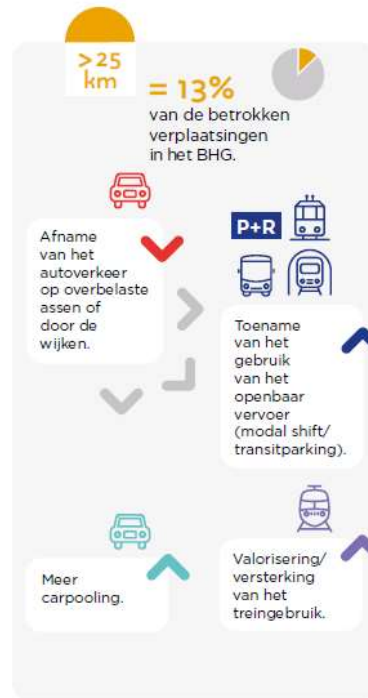 >25
km
= 13%
van de betrokken
verplaatsingen
in het BHG.
Afname
van het
autoverkeer
op overbelaste
assen of
door de
wijken.
P+R
Toename
van het
gebruik
van het
openbaar
vervoer
(modal shift/
transitparking).
Meer
carpooling.
Valorisering/
versterking
van het
treingebruik.